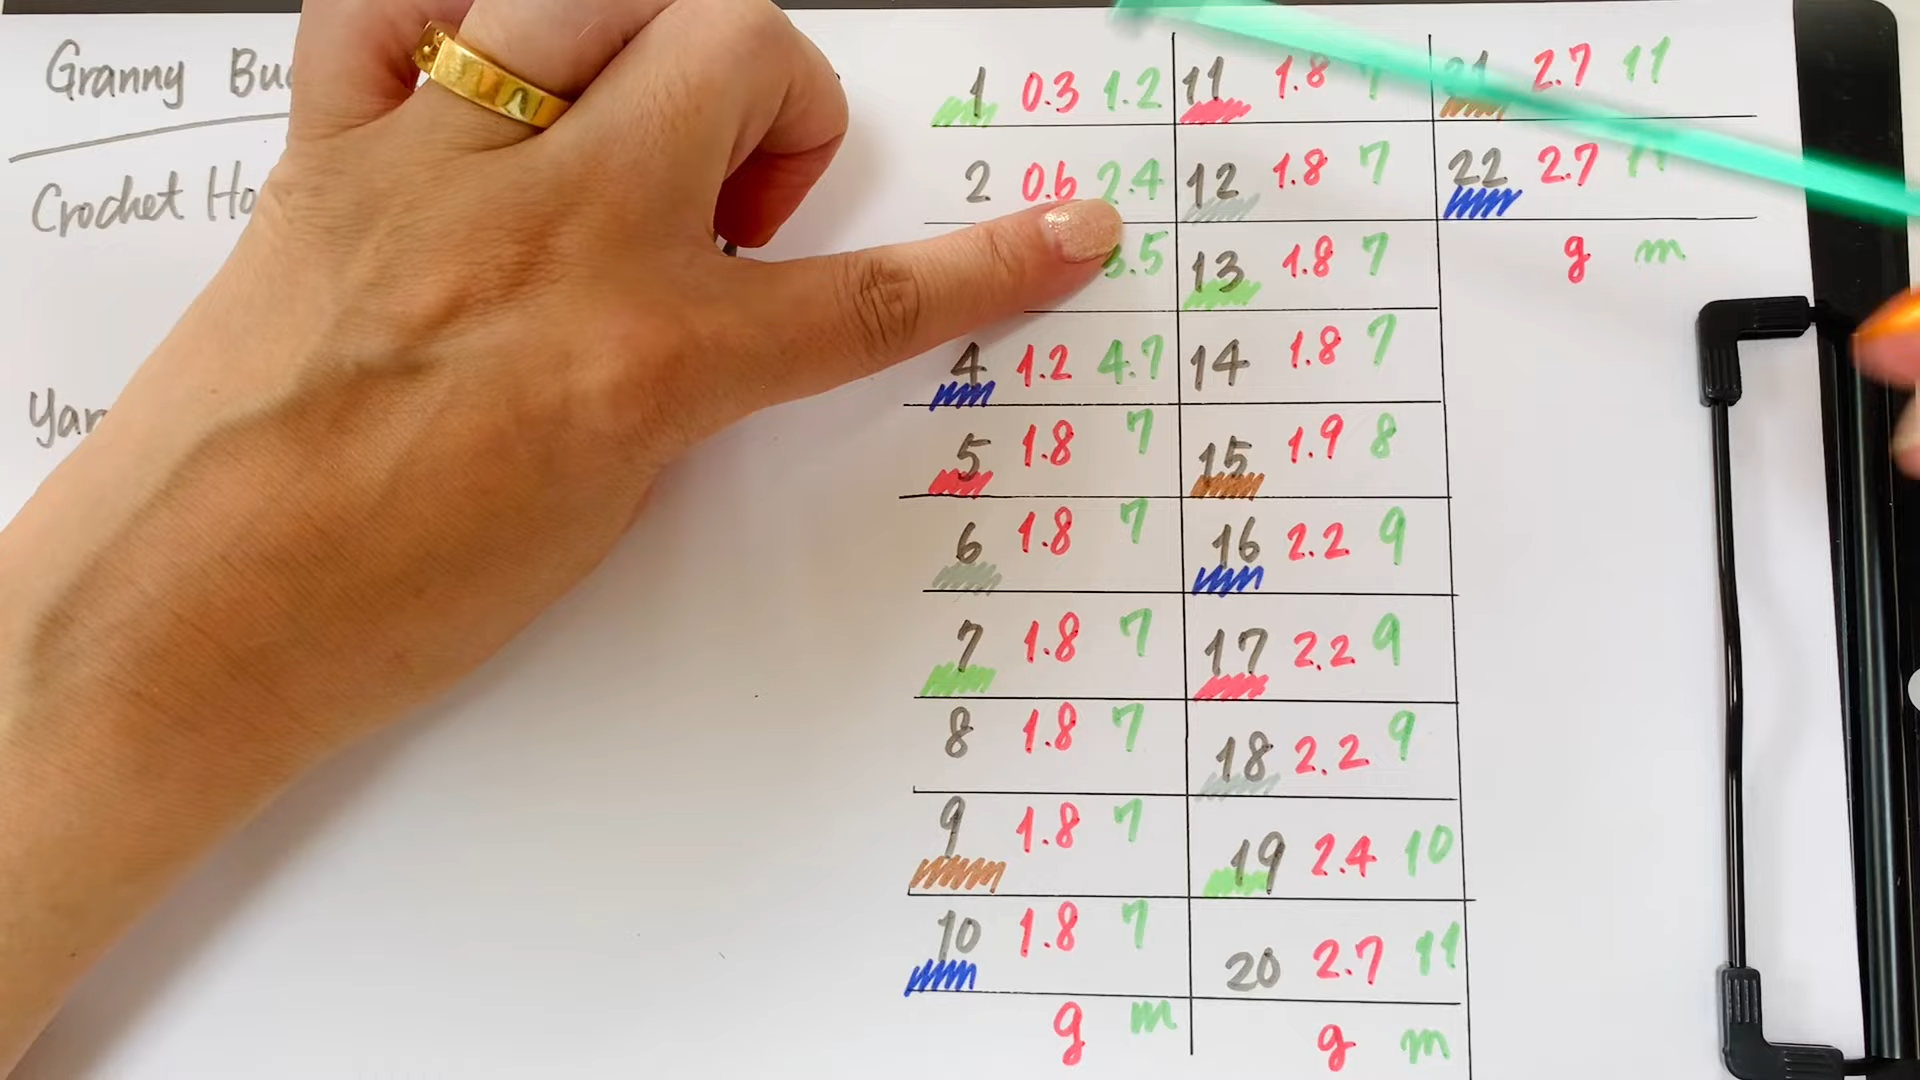 Granny
Crochet
1 0.3 1.2
2 0.6 2.4
3.5
4 1.2 4.7
5 1.8 7
6 1.8 7
7 1.8 7
8 1.8 7
9 1.8 7
10 1.8 7
g m
11 1.8 7
12 1.8 7
13 1.8 7
14 1.8 7
15 1.9 8
16 2.2 9
17 2.2 9
18 2.2 9
19 2.4 10
20 2.7 11
g m
21 2.7 11
22 2.7 11
g m